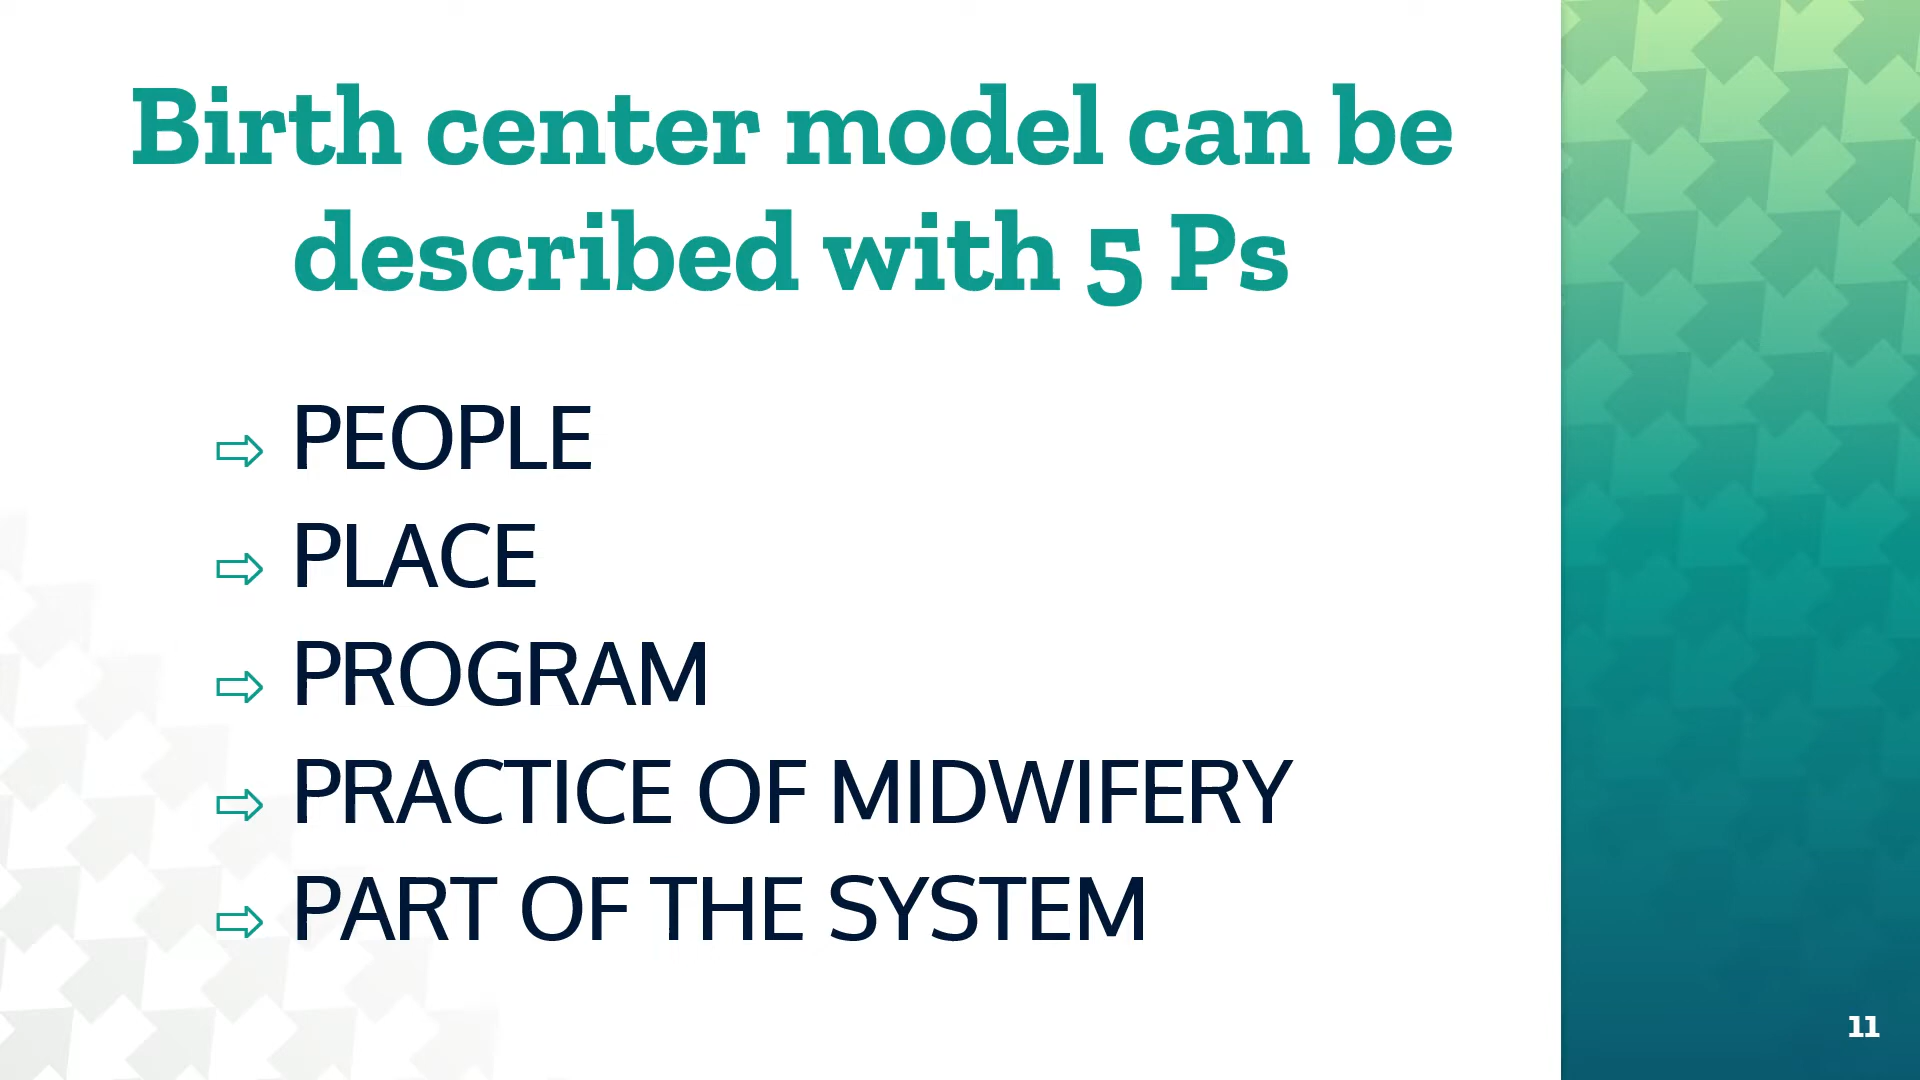 Birth center model can be
described with 5 Ps
⇨ PEOPLE
⇨ PLACE
⇨ PROGRAM
⇨ PRACTICE OF MIDWIFERY
⇨ PART OF THE SYSTEM
11